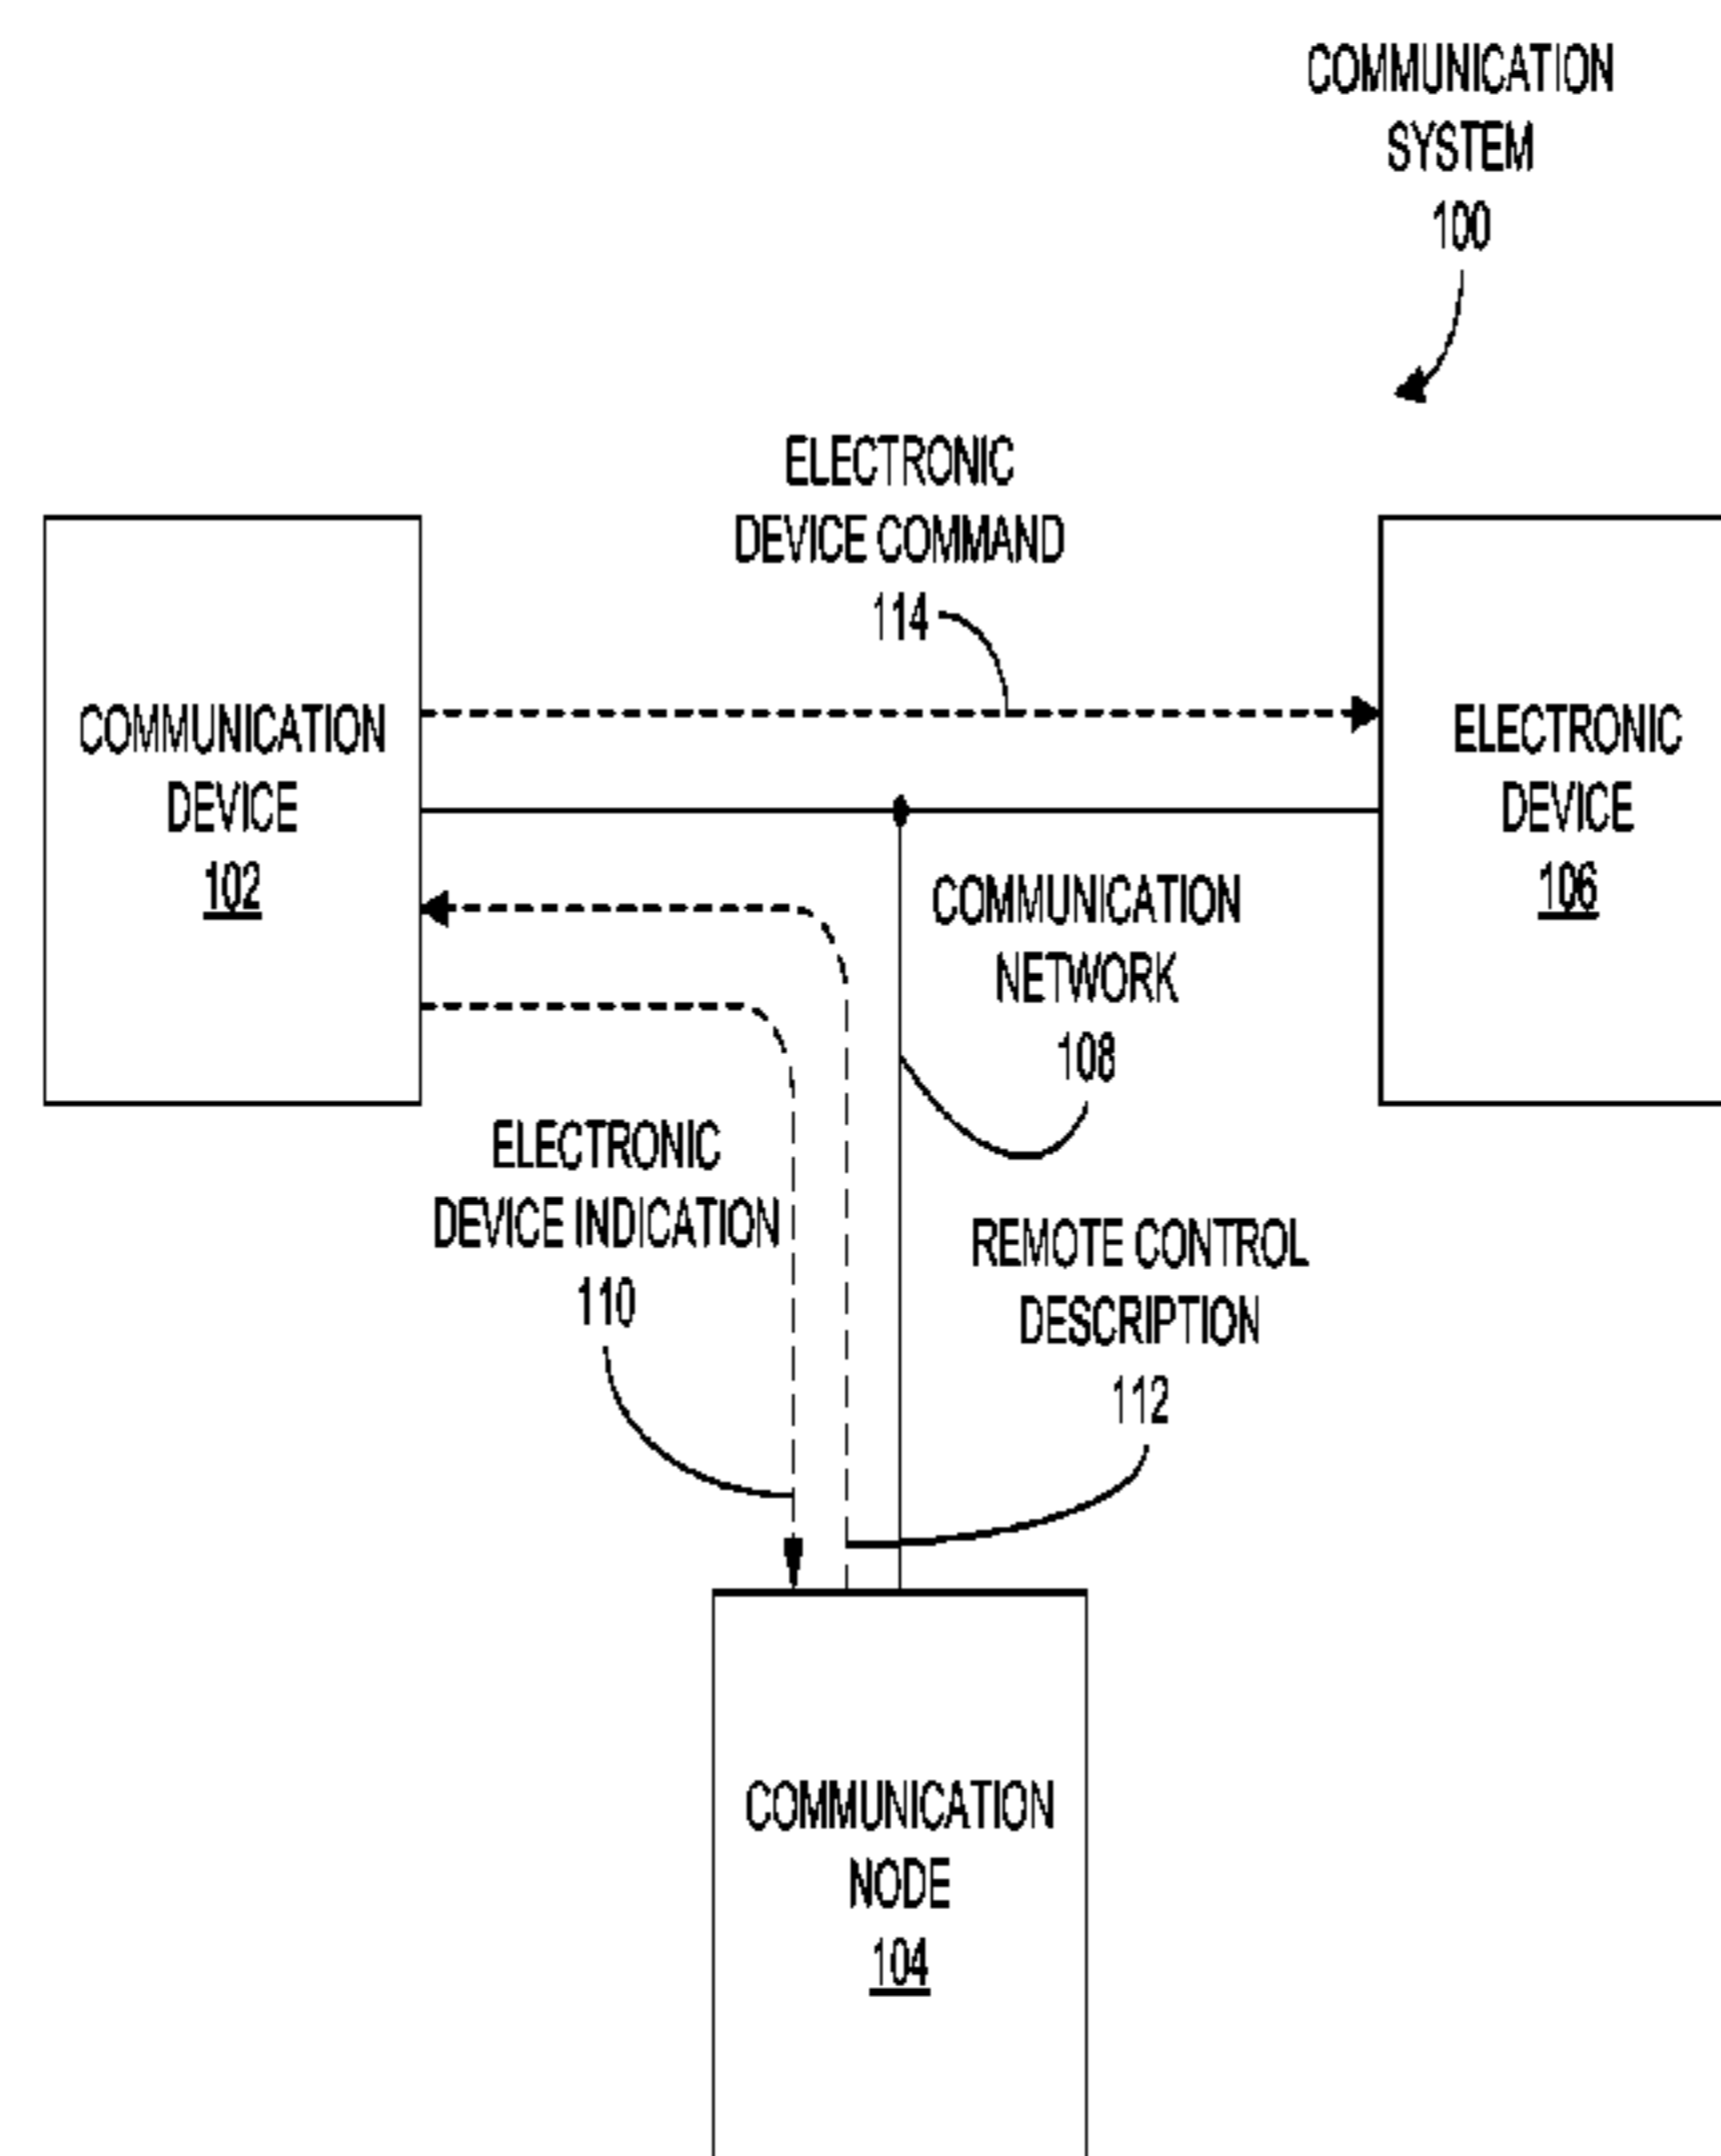 COMMUNICATION
SYSTEM
100
ELECTRONIC
DEVICE COMMAND
114
COMMUNICATION
DEVICE
102
ELECTRONIC
DEVICE
106
COMMUNICATION
NETWORK
108
ELECTRONIC
DEVICE INDICATION
110
REMOTE CONTROL
DESCRIPTION
112
COMMUNICATION
NODE
104